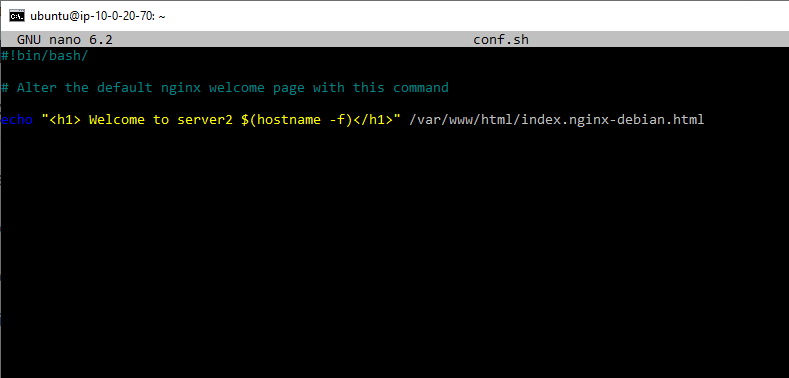 ubuntu@ip-10-0-20-70: ~
GNU nano 6.2 conf.sh
#!bin/bash/
# Alter the default nginx welcome page with this command
echo "<h1> Welcome to server2 $(hostname -f)</h1>" /var/www/html/index.nginx-debian.html